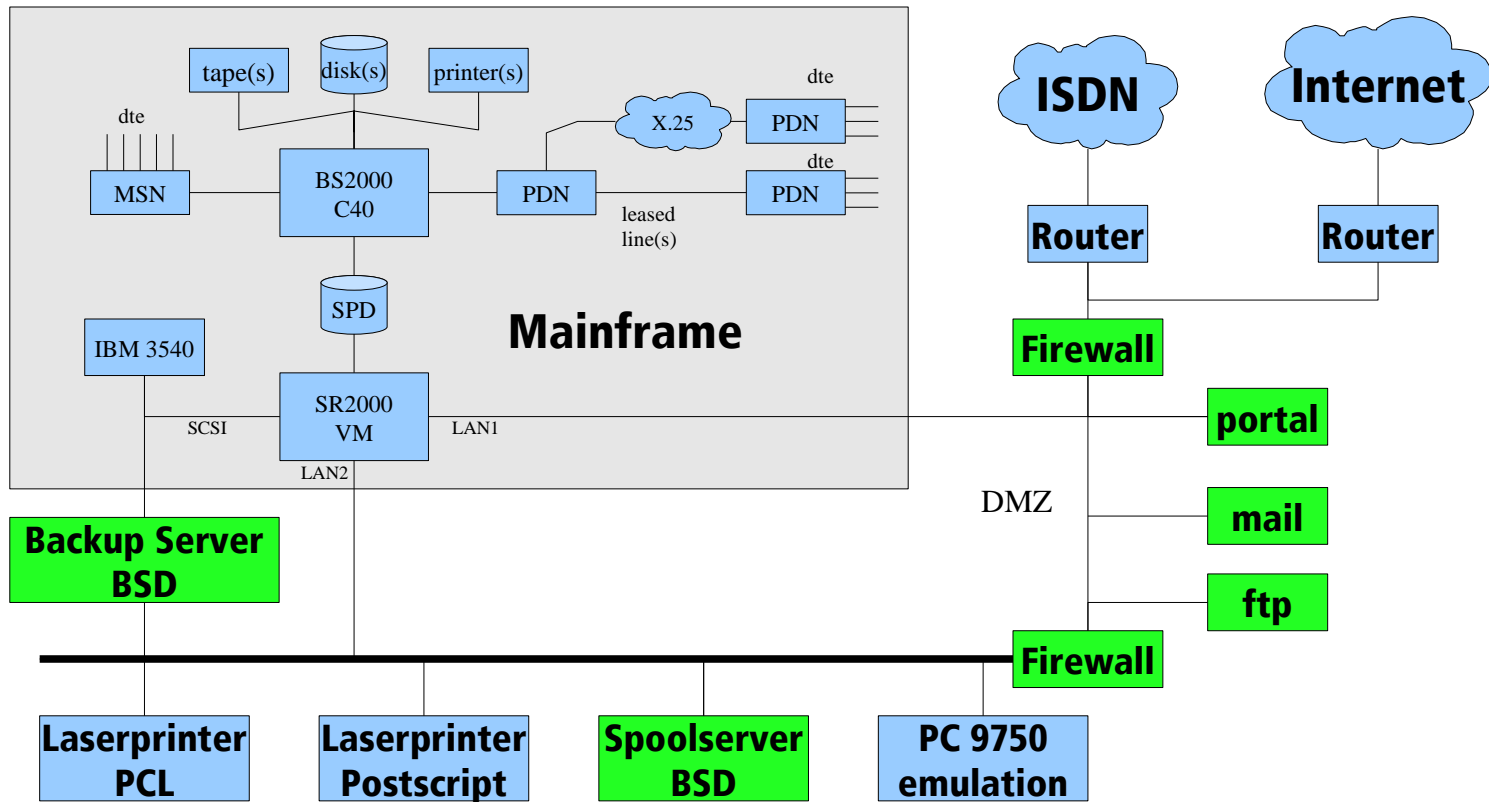 tape(s)
disk(s)
printer(s)
dte
MSN
BS2000
C40
PDN
X.25
dte
PDN
dte
PDN
leased
line(s)
SPD
Mainframe
IBM 3540
SR2000
VM
SCSI
LAN1
LAN2
ISDN
Internet
Router
Router
Firewall
portal
DMZ
mail
ftp
Firewall
Backup Server
BSD
Laserprinter
PCL
Laserprinter
Postscript
Spoolserver
BSD
PC 9750
emulation